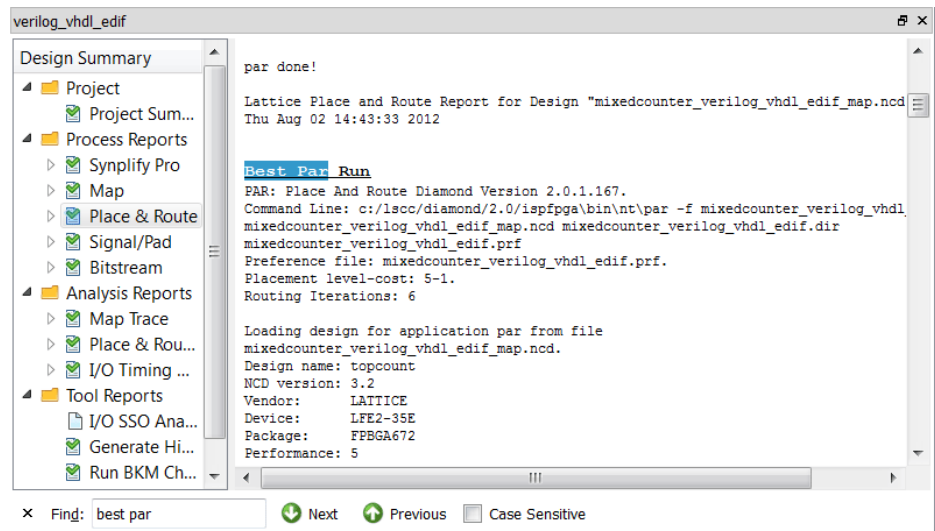 verilog_vhdl_edif
Design Summary
Project
Project Sum...
Process Reports
Synplify Pro
Map
Place & Route
Signal/Pad
Bitstream
Analysis Reports
Map Trace
Place & Rou...
I/O Timing ...
Tool Reports
I/O SSO Ana...
Generate Hi...
Run BKM Ch...
par done!
Lattice Place and Route Report for Design "mixedcounter_verilog_vhdl_edif_map.ncd
Thu Aug 02 14:43:33 2012
Best Par Run
PAR: Place And Route Diamond Version 2.0.1.167.
Command Line: c:/lscc/diamond/2.0/ispfpga\bin\nt\par -f mixedcounter_verilog_vhdl_
mixedcounter_verilog_vhdl_edif_map.ncd mixedcounter_verilog_vhdl_edif.dir
mixedcounter_verilog_vhdl_edif.prf
Preference file: mixedcounter_verilog_vhdl_edif.prf.
Placement level-cost: 5-1.
Routing Iterations: 6
Loading design for application par from file
mixedcounter_verilog_vhdl_edif_map.ncd.
Design name: topcount
NCD version: 3.2
Vendor: LATTICE
Device: LFE2-35E
Package: FPBGA672
Performance: 5
Find: best par Next Previous Case Sensitive